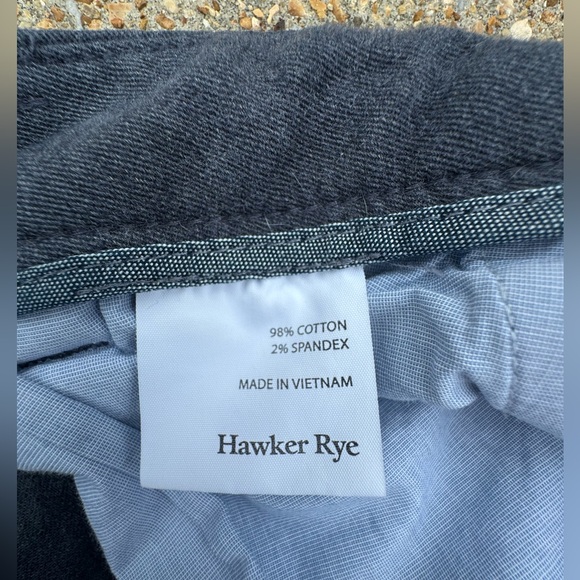 98% COTTON
2% SPANDEX
MADE IN VIETNAM
Hawker Rye